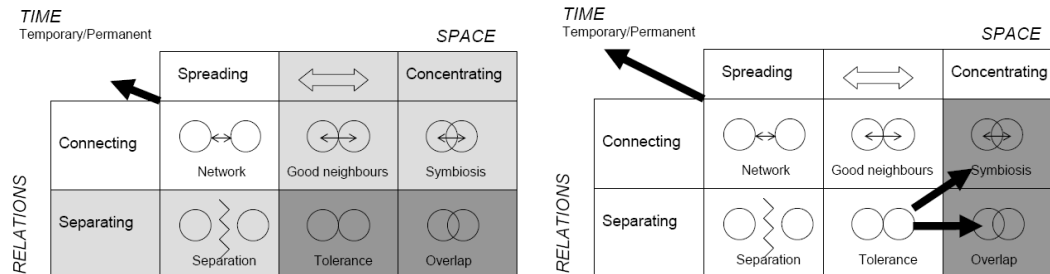 TIME
Temporary/Permanent
SPACE
Spreading
Concentrating
Connecting
Network
Good neighbours
Symbiosis
RELATIONS
Separating
Separation
Tolerance
Overlap
TIME
Temporary/Permanent
SPACE
Spreading
Concentrating
Connecting
Network
Good neighbours
Symbiosis
RELATIONS
Separating
Separation
Tolerance
Overlap